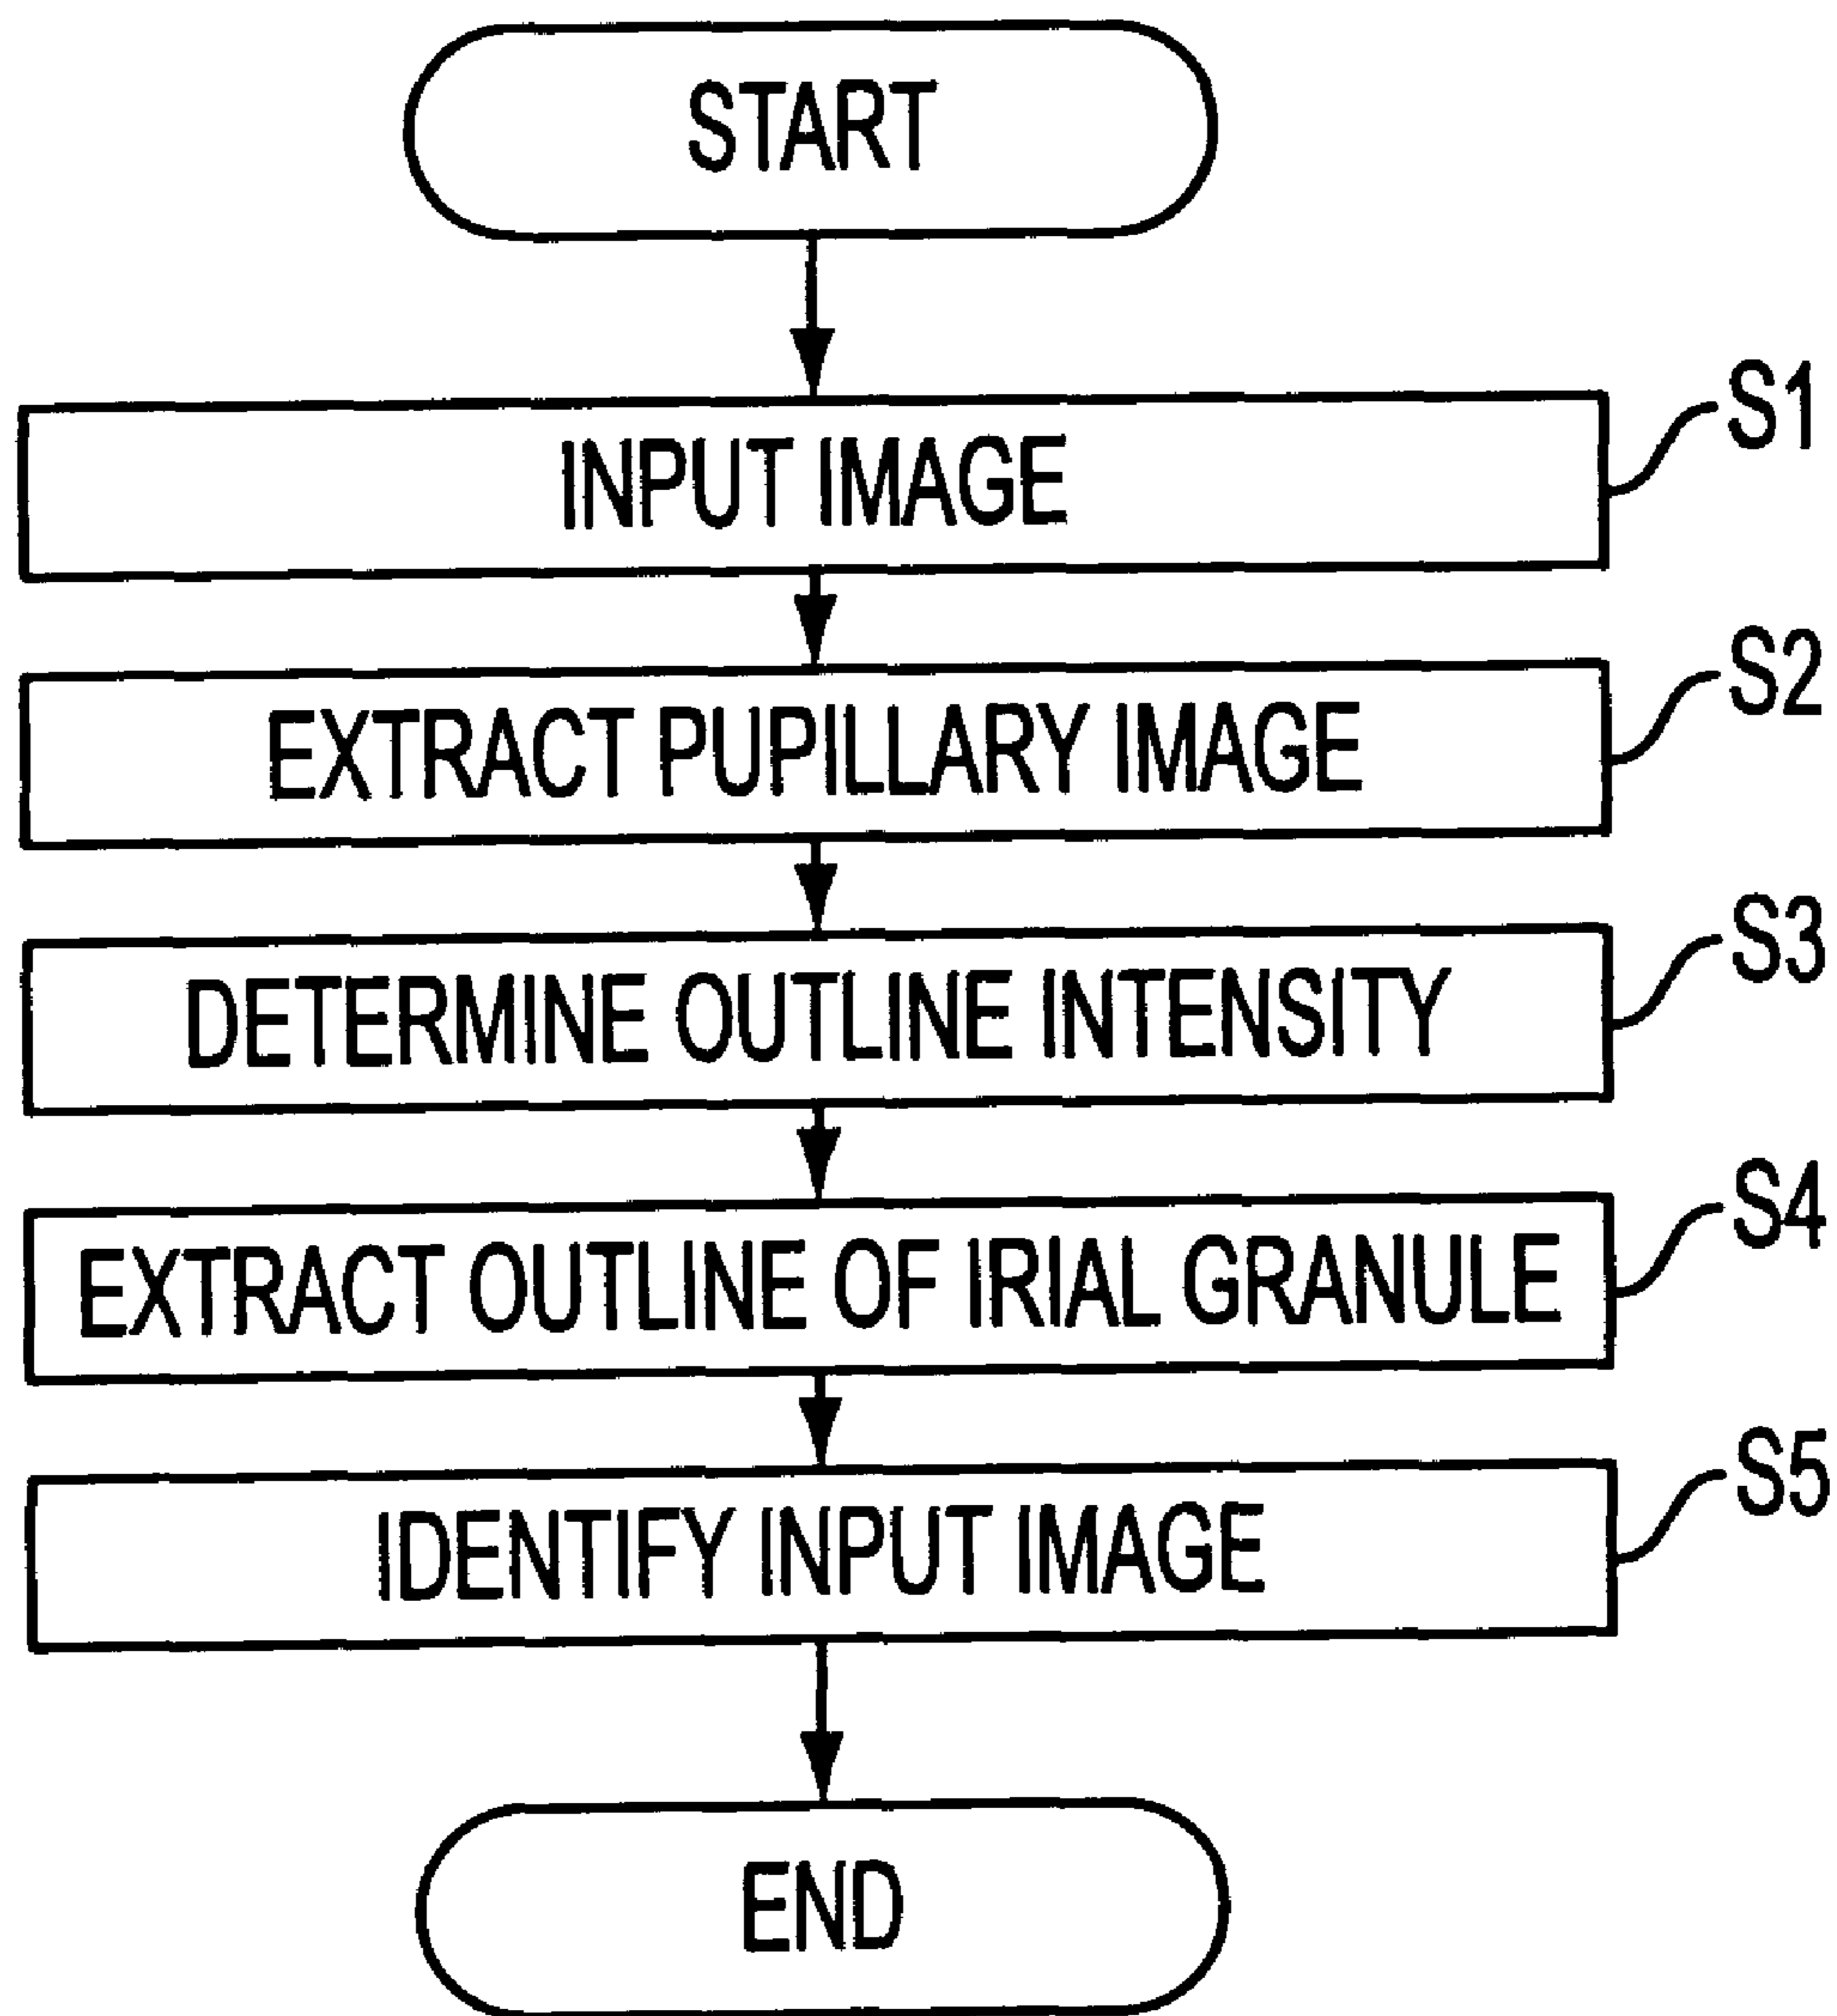 START
INPUT IMAGE
S1
EXTRACT PUPILLARY IMAGE
S2
DETERMINE OUTLINE INTENSITY
S3
EXTRACT OUTLINE OF IRIAL GRANULE
S4
IDENTIFY INPUT IMAGE
S5
END